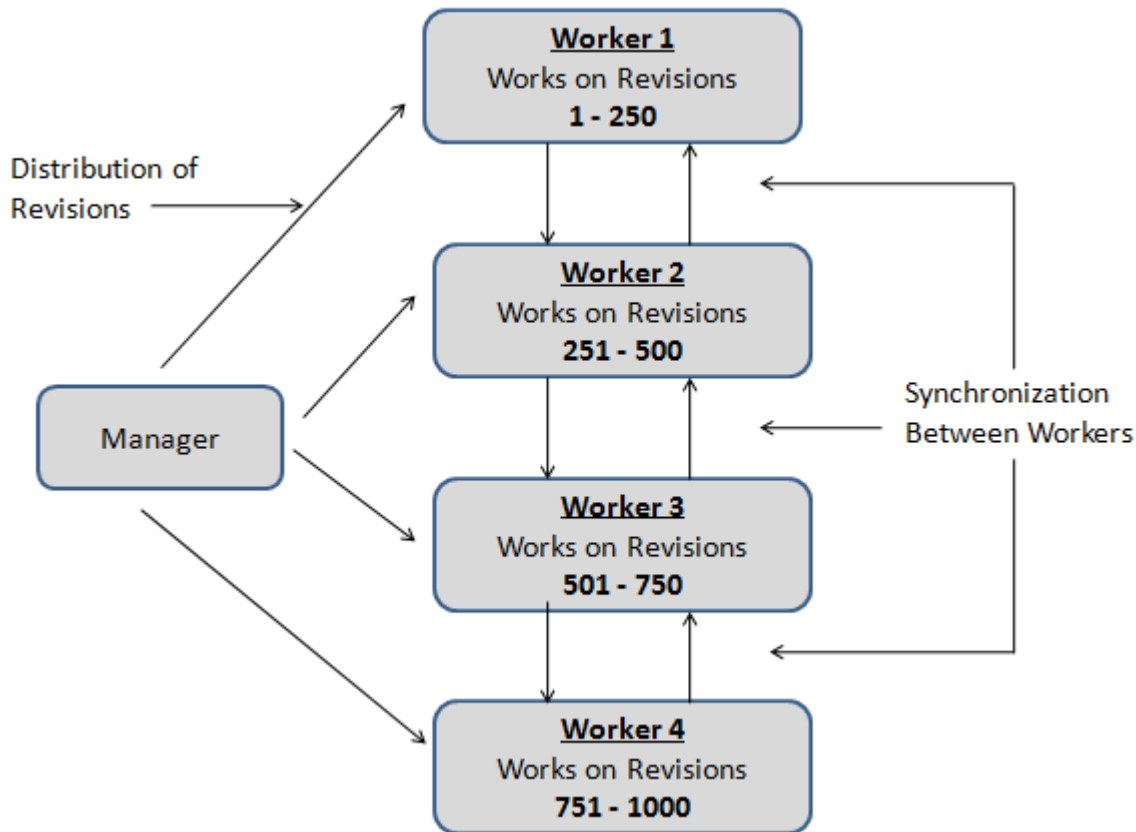 Worker 1
Works on Revisions
1 - 250
Distribution of
Revisions
Worker 2
Works on Revisions
251 - 500
Manager
Synchronization
Between Workers
Worker 3
Works on Revisions
501 - 750
Worker 4
Works on Revisions
751 - 1000